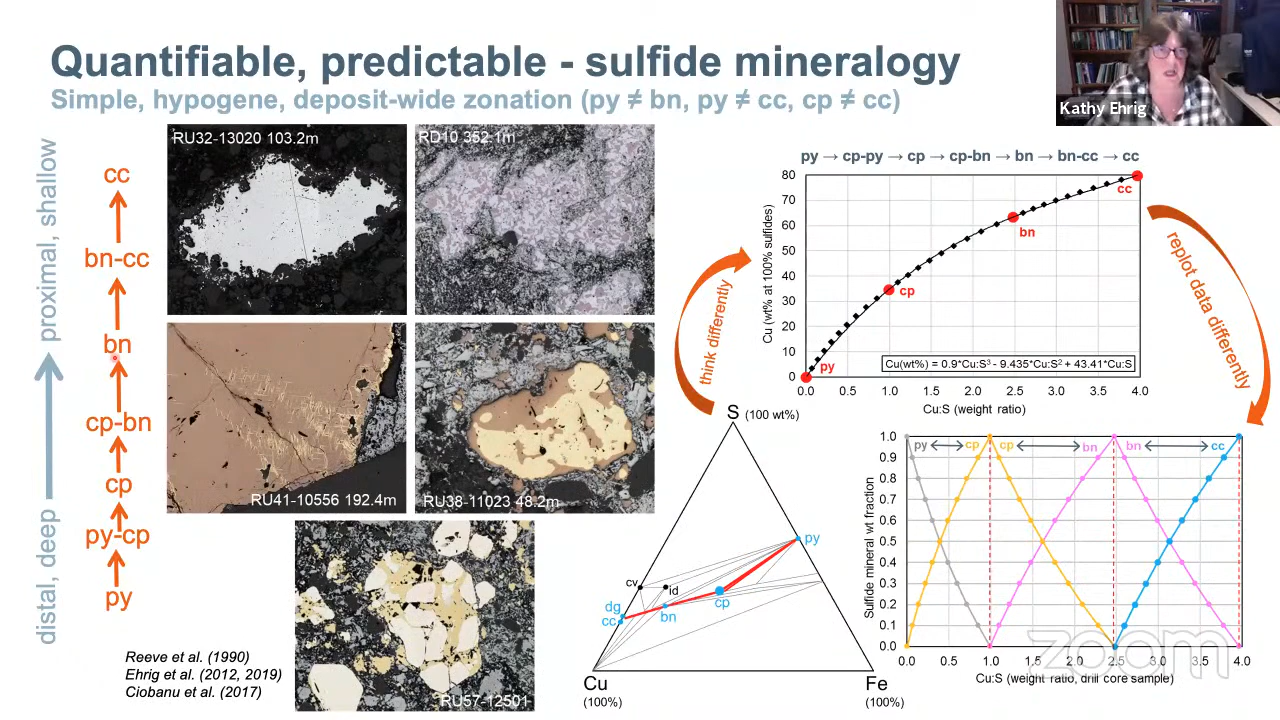 Quantifiable, predictable - sulfide mineralogy
Simple, hypogene, deposit-wide zonation (py ≠ bn, py ≠ cc, cp ≠ cc)
Kathy Ehrig
distal, deep
proximal, shallow
cc
bn-cc
bn
cp-bn
cp
py-cp
py
RU32-13020 103.2m
RD10 352.1m
RU41-10556 192.4m
RU38-11023 48.2m
RU57-12501
Reeve et al. (1990)
Ehrig et al. (2012, 2019)
Ciobanu et al. (2017)
think differently
py → cp-py → cp → cp-bn → bn → bn-cc → cc
Cu (wt% at 100% sulfides)
80
70
60
50
40
30
20
10
0
py
cp
bn
cc
Cu(wt%) = 0.9*Cu:S³ - 9.435*Cu:S² + 43.41*Cu:S
0.0 0.5 1.0 1.5 2.0 2.5 3.0 3.5 4.0
Cu:S (weight ratio)
replot data differently
S (100 wt%)
py
cv
id
dg
cc
bn
cp
Cu
(100%)
Fe
(100%)
Sulfide mineral wt fraction
1.0
0.9
0.8
0.7
0.6
0.5
0.4
0.3
0.2
0.1
0.0
py cp cp bn bn cc
0.0 0.5 1.0 1.5 2.0 2.5 3.0 3.5 4.0
Cu:S (weight ratio, drill core sample)
zoom